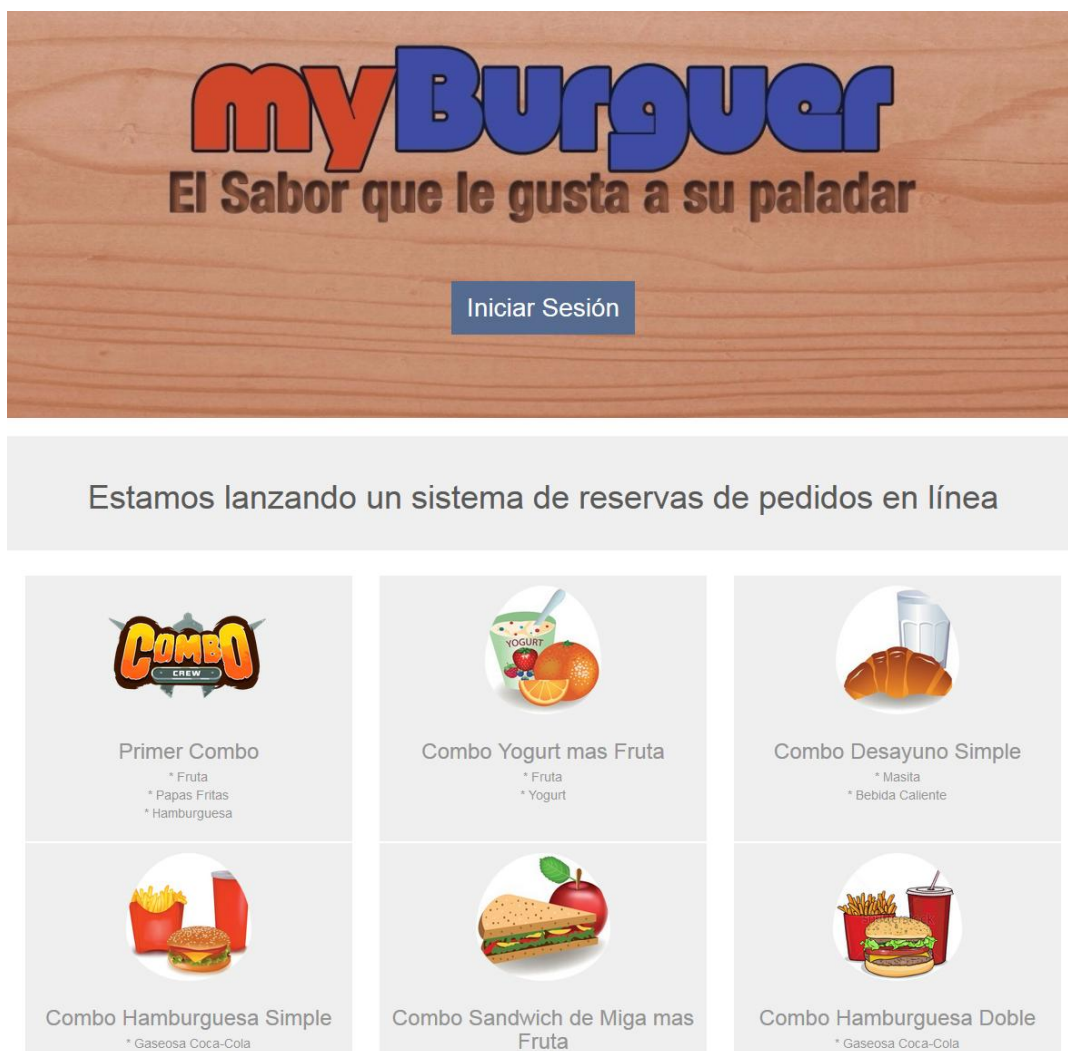 myBurguer
El Sabor que le gusta a su paladar
Iniciar Sesión
Estamos lanzando un sistema de reservas de pedidos en línea
COMBO
CREW
Primer Combo
* Fruta
* Papas Fritas
* Hamburguesa
YOGURT
Combo Yogurt mas Fruta
* Fruta
* Yogurt
Combo Desayuno Simple
* Masita
* Bebida Caliente
Combo Hamburguesa Simple
* Gaseosa Coca-Cola
Combo Sandwich de Miga mas
Fruta
Combo Hamburguesa Doble
* Gaseosa Coca-Cola